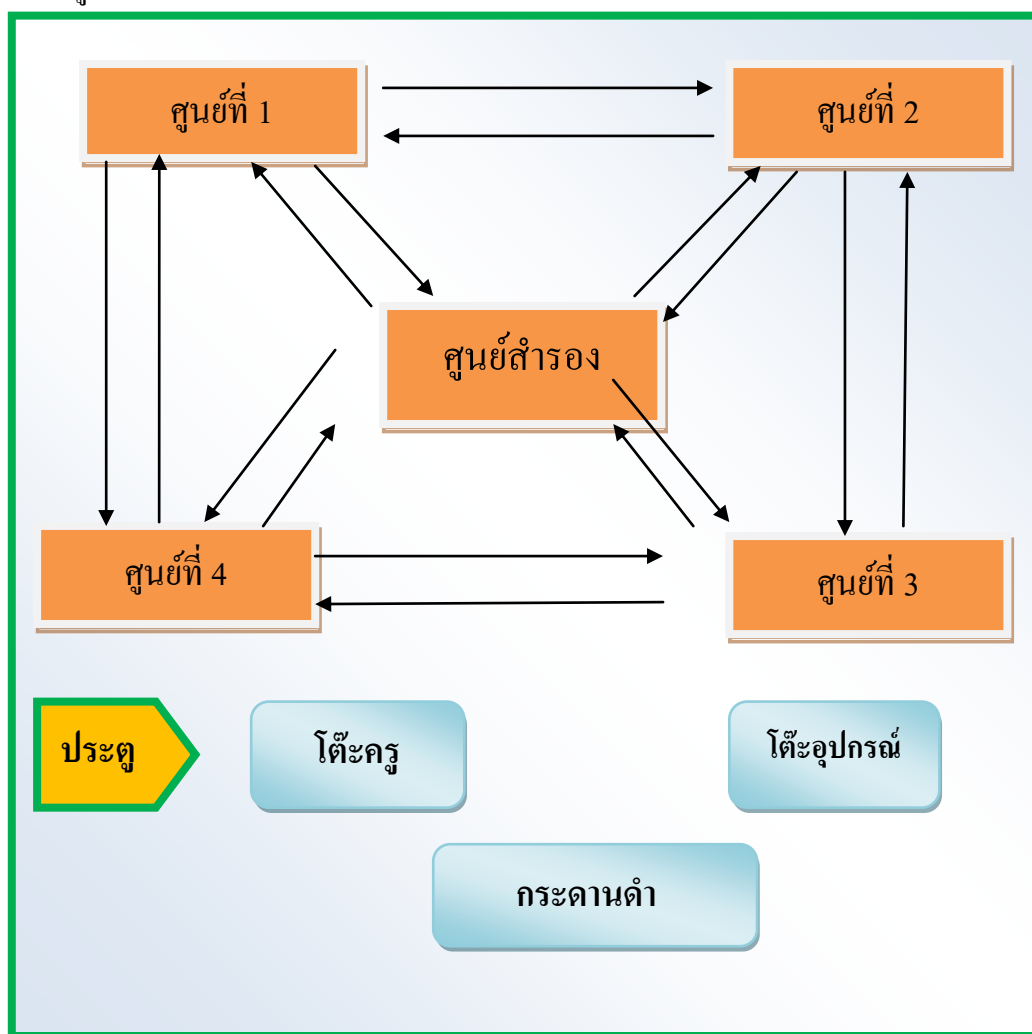 ศูนย์ที่ 1
ศูนย์ที่ 2
ศูนย์สำรอง
ศูนย์ที่ 4
ศูนย์ที่ 3
ประตู
โต๊ะครู
โต๊ะอุปกรณ์
กระดานดำ